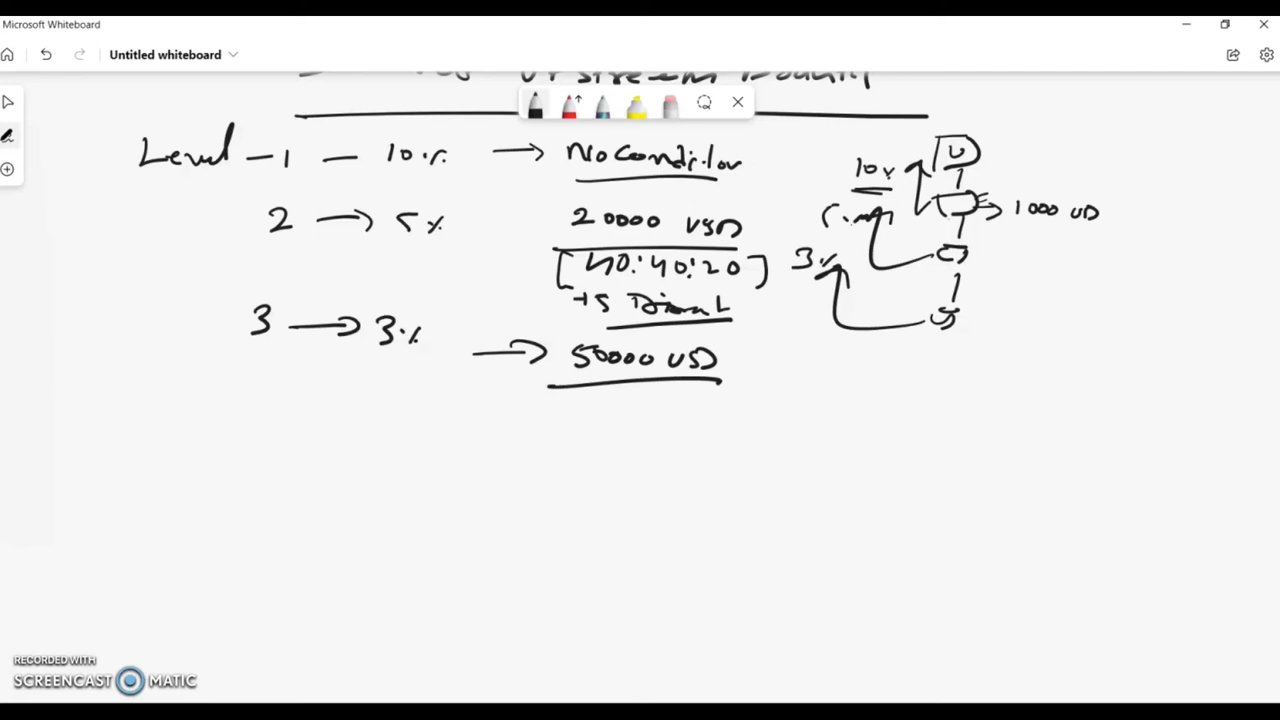 Microsoft Whiteboard
Untitled whiteboard
Upstream
Level - 1 - 10% → No Condition
2 → 5% 20000 USD
[40:40:20]
+5 Direct
3 → 3% → 50000 USD
U
10%
1000 USD
3%
RECORDED WITH
SCREENCAST MATIC